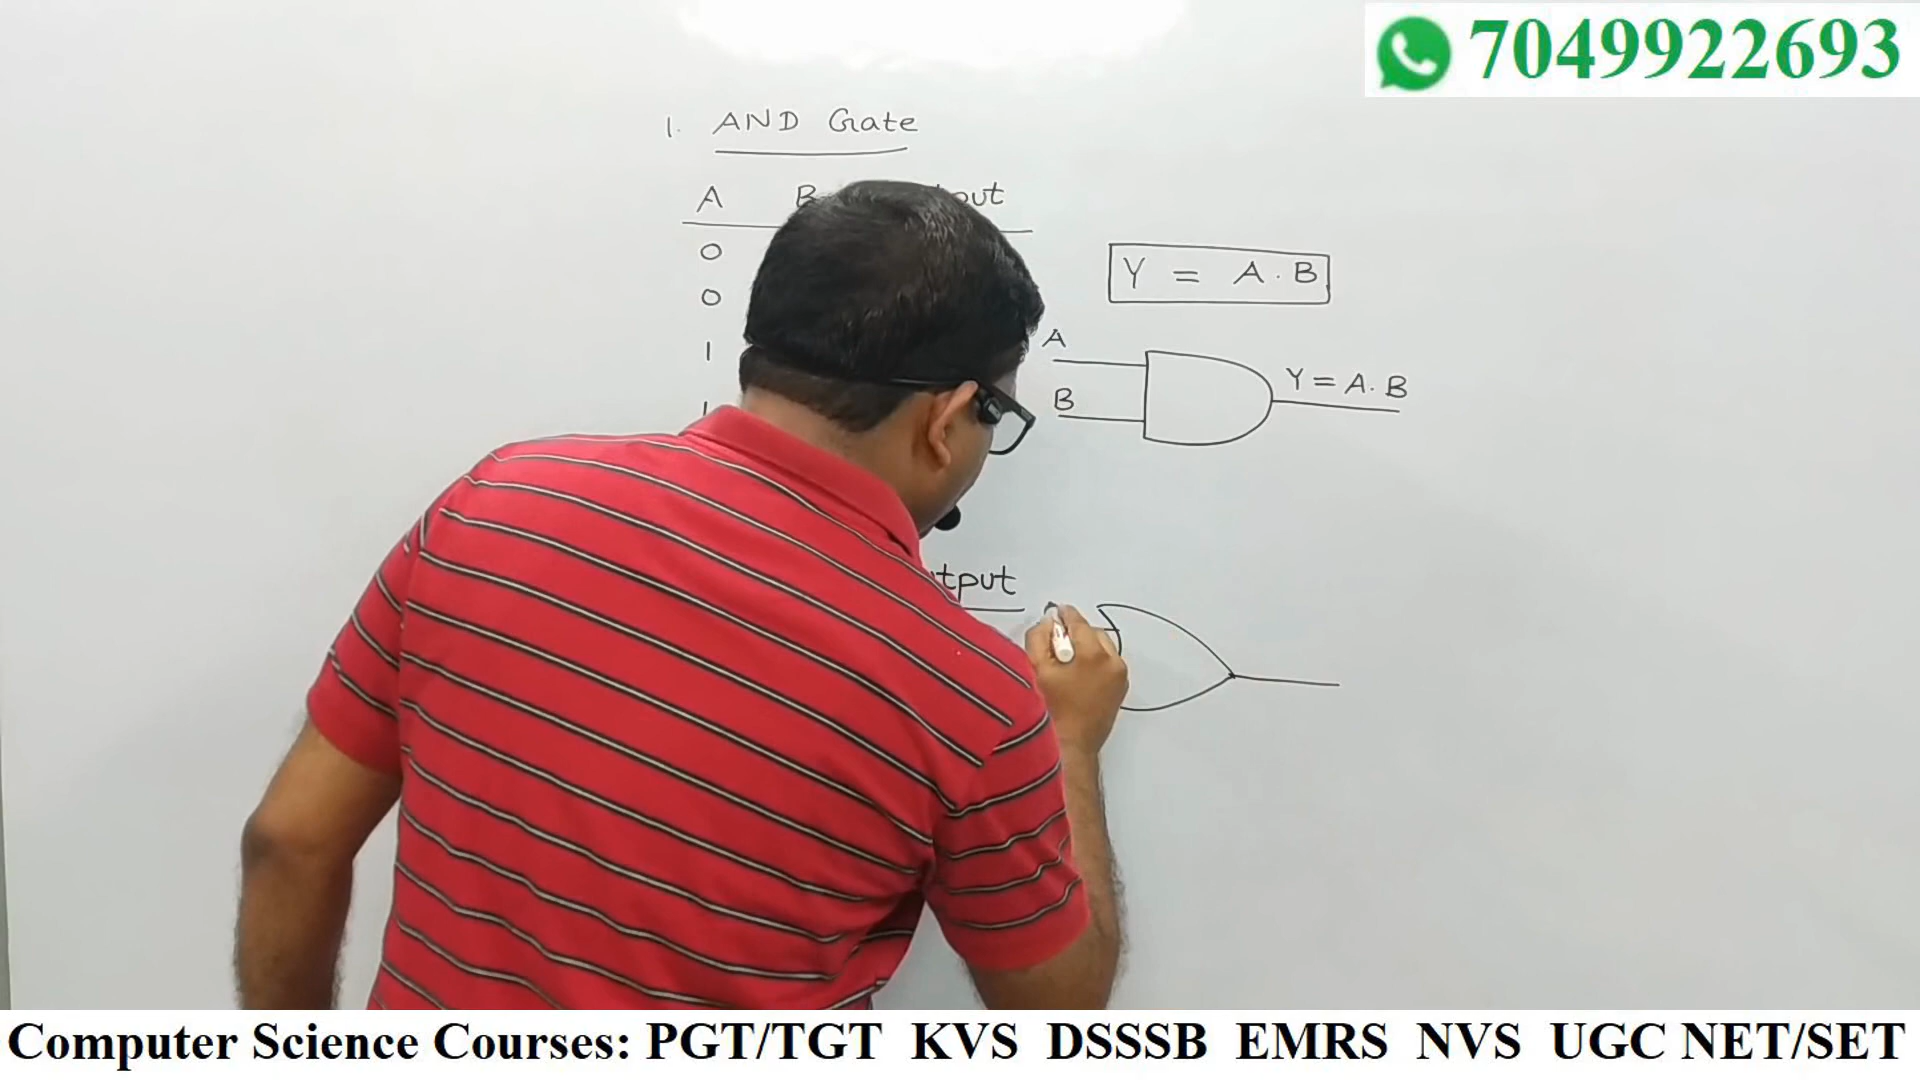 7049922693
1. AND Gate
A B
0
0
1
Y = A.B
A
B
Y = A.B
Computer Science Courses: PGT/TGT KVS DSSSB EMRS NVS UGC NET/SET